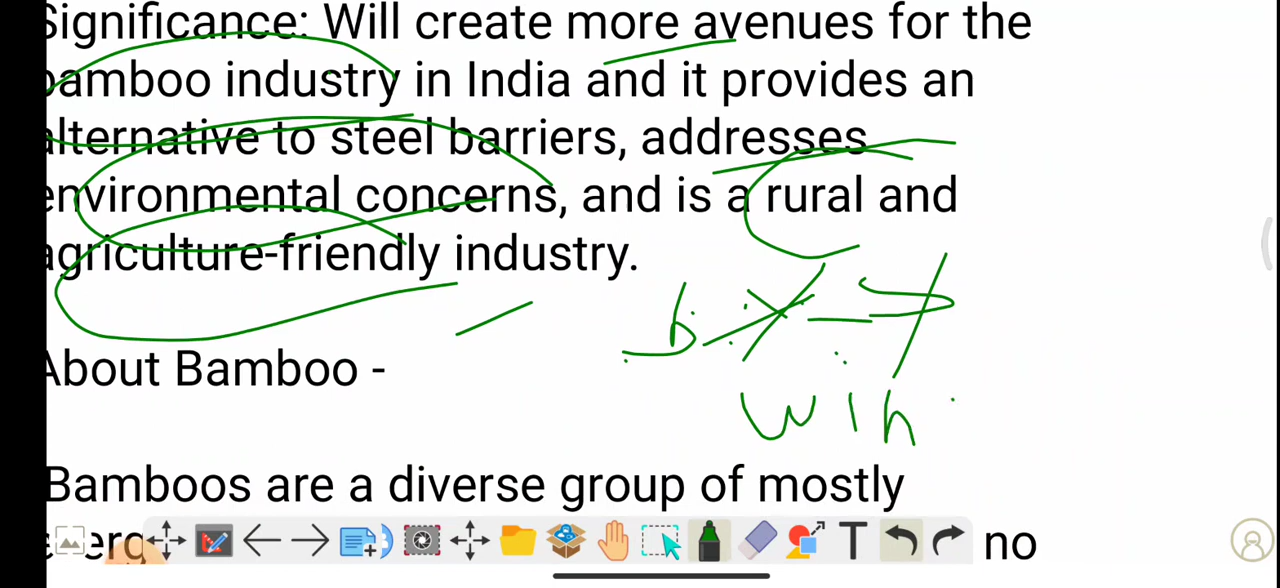 Significance: Will create more avenues for the
bamboo industry in India and it provides an
alternative to steel barriers, addresses
environmental concerns, and is a rural and
agriculture-friendly industry.
About Bamboo -
win
Bamboos are a diverse group of mostly
no